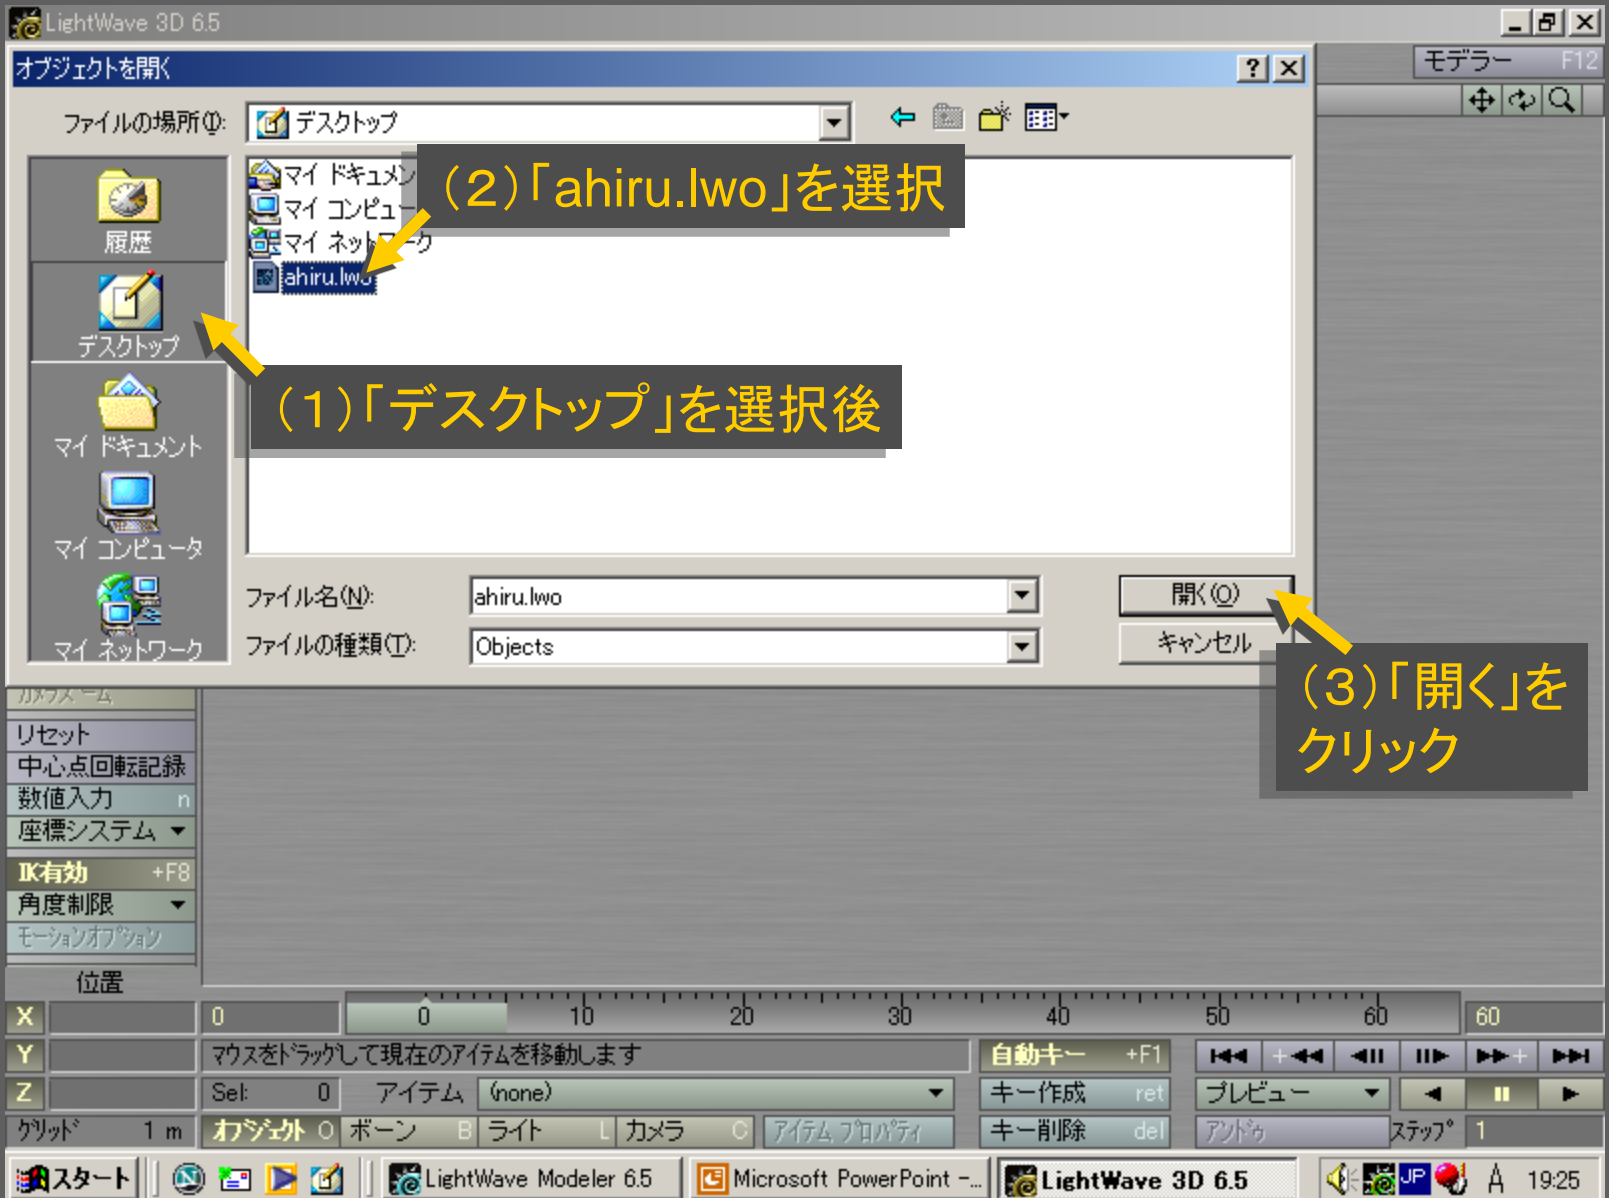 LightWave 3D 6.5
モデラー F12
オブジェクトを開く
ファイルの場所(I):
デスクトップ
マイ ドキュメン
マイ コンピュー
マイ ネットワーク
ahiru.lwo
(2)「ahiru.lwo」を選択
(1)「デスクトップ」を選択後
履歴
デスクトップ
マイ ドキュメント
マイ コンピュータ
マイ ネットワーク
ファイル名(N):
ahiru.lwo
開く(O)
ファイルの種類(T):
Objects
キャンセル
(3)「開く」を
クリック
カメラズーム
リセット
中心点回転記録
数値入力 n
座標システム
IK有効 +F8
角度制限
モーションオプション
位置
X
0
0 10 20 30 40 50 60
60
Y
マウスをドラッグして現在のアイテムを移動します
自動キー +F1
Z
Sel: 0
アイテム (none)
キー作成 ret
プレビュー
グリッド 1 m
オブジェクト O
ボーン B
ライト L
カメラ C
アイテム プロパティ
キー削除 del
アンドゥ
ステップ 1
スタート
LightWave Modeler 6.5
Microsoft PowerPoint -...
LightWave 3D 6.5
JP
A
19:25